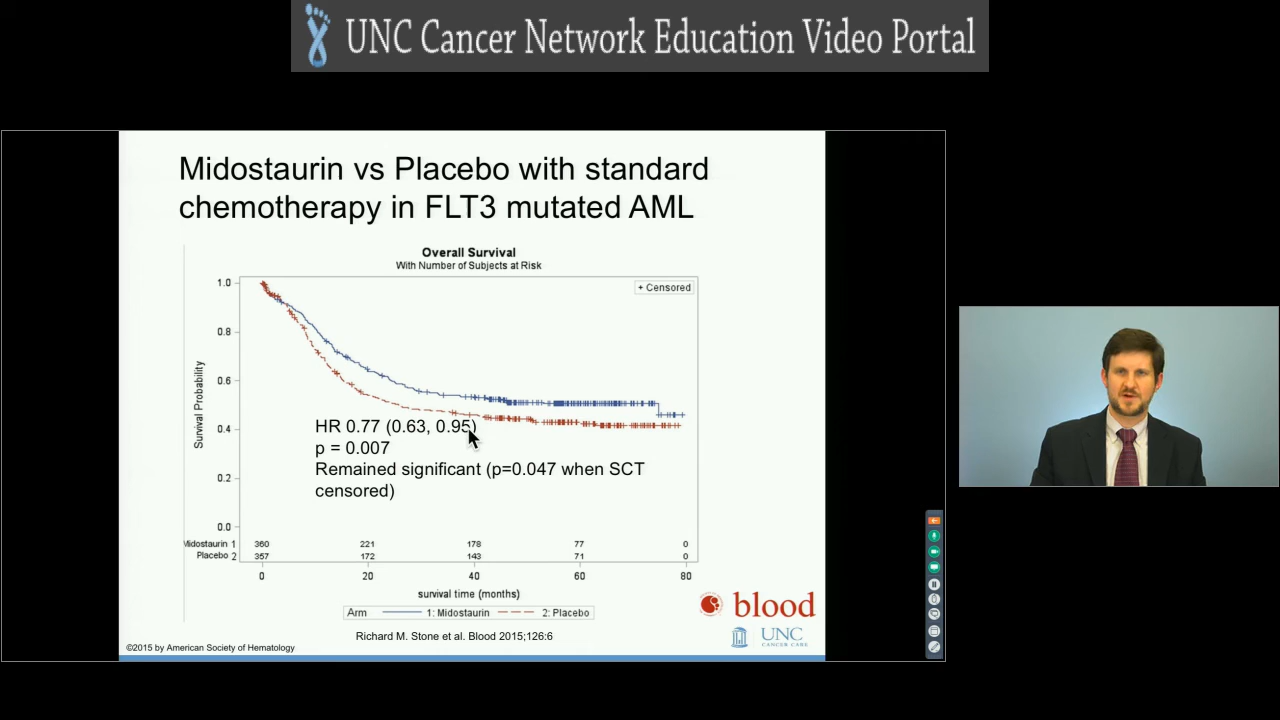 UNC Cancer Network Education Video Portal
Midostaurin vs Placebo with standard
chemotherapy in FLT3 mutated AML
Overall Survival
With Number of Subjects at Risk
+ Censored
1.0
0.8
0.6
0.4
0.2
0.0
Survival Probability
HR 0.77 (0.63, 0.95)
p = 0.007
Remained significant (p=0.047 when SCT
censored)
Midostaurin 1 360 221 178 77 0
Placebo 2 357 172 143 71 0
0 20 40 60 80
survival time (months)
Arm 1: Midostaurin 2: Placebo
blood
Richard M. Stone et al. Blood 2015;126:6
UNC
CANCER CARE
©2015 by American Society of Hematology